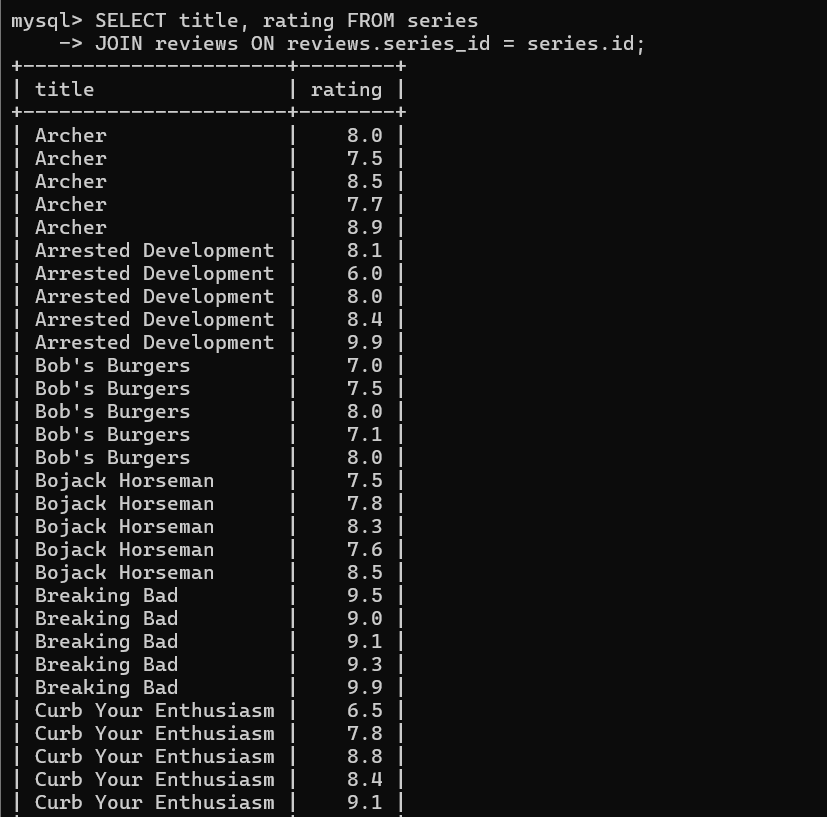 mysql> SELECT title, rating FROM series
    -> JOIN reviews ON reviews.series_id = series.id;
+----------------------+--------+
| title                | rating |
+----------------------+--------+
| Archer               |    8.0 |
| Archer               |    7.5 |
| Archer               |    8.5 |
| Archer               |    7.7 |
| Archer               |    8.9 |
| Arrested Development |    8.1 |
| Arrested Development |    6.0 |
| Arrested Development |    8.0 |
| Arrested Development |    8.4 |
| Arrested Development |    9.9 |
| Bob's Burgers        |    7.0 |
| Bob's Burgers        |    7.5 |
| Bob's Burgers        |    8.0 |
| Bob's Burgers        |    7.1 |
| Bob's Burgers        |    8.0 |
| Bojack Horseman      |    7.5 |
| Bojack Horseman      |    7.8 |
| Bojack Horseman      |    8.3 |
| Bojack Horseman      |    7.6 |
| Bojack Horseman      |    8.5 |
| Breaking Bad         |    9.5 |
| Breaking Bad         |    9.0 |
| Breaking Bad         |    9.1 |
| Breaking Bad         |    9.3 |
| Breaking Bad         |    9.9 |
| Curb Your Enthusiasm |    6.5 |
| Curb Your Enthusiasm |    7.8 |
| Curb Your Enthusiasm |    8.8 |
| Curb Your Enthusiasm |    8.4 |
| Curb Your Enthusiasm |    9.1 |